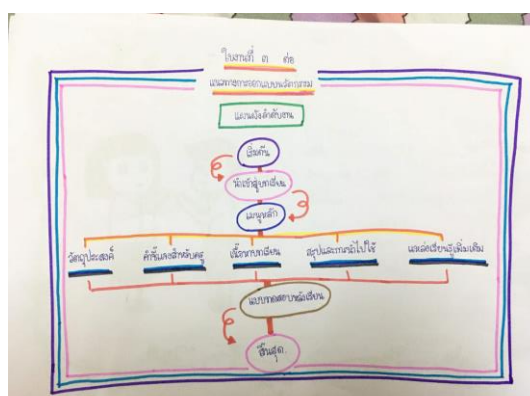 ใบงานที่ ๓ ต่อ
แนวทางการออกแบบนวัตกรรม
แผนผังลำดับงาน
เริ่มต้น
นำเข้าสู่บทเรียน
เมนูหลัก
วัตถุประสงค์ คำชี้แจงสำหรับครู เนื้อหาบทเรียน สรุปและการนำไปใช้ แหล่งเรียนรู้เพิ่มเติม
แบบทดสอบหลังเรียน
สิ้นสุด